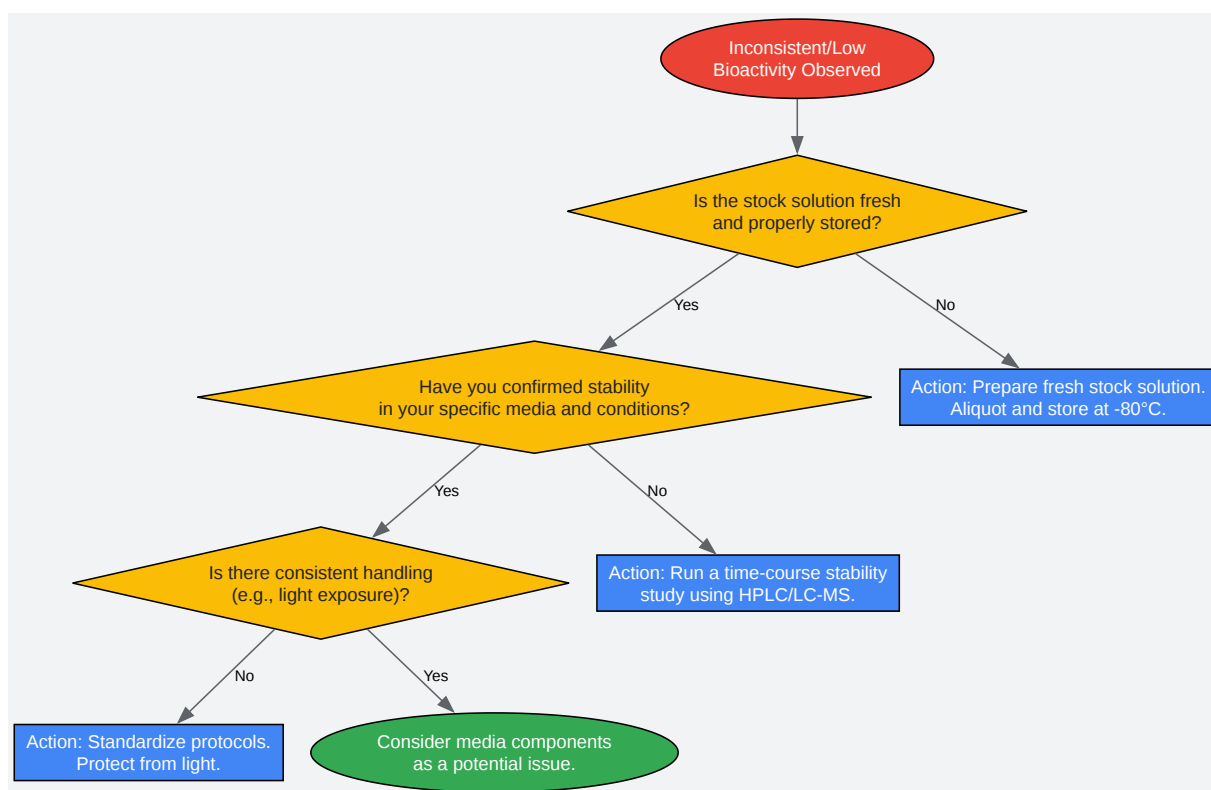 Inconsistent/Low
Bioactivity Observed
Is the stock solution fresh
and properly stored?
Yes
No
Have you confirmed stability
in your specific media and conditions?
Action: Prepare fresh stock solution.
Aliquot and store at -80°C.
Yes
No
Is there consistent handling
(e.g., light exposure)?
Action: Run a time-course stability
study using HPLC/LC-MS.
No
Yes
Action: Standardize protocols.
Protect from light.
Consider media components
as a potential issue.